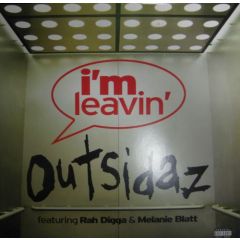 i'm
leavin'
Outsidaz
featuring Rah Digga & Melanie Blatt